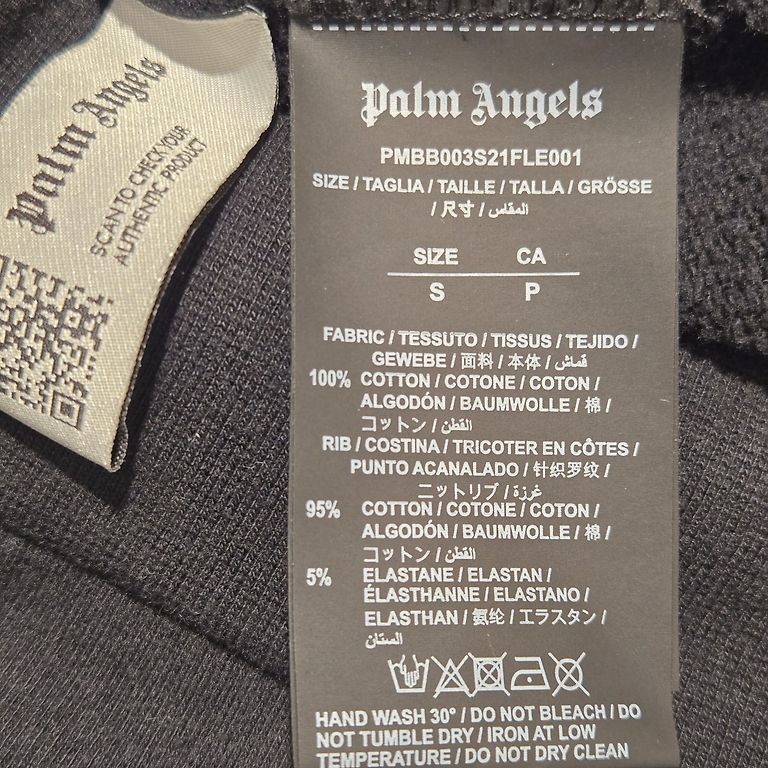 Palm Angels
SCAN TO CHECK YOUR
AUTHENTIC PRODUCT
Palm Angels
PMBB003S21FLE001
SIZE / TAGLIA / TAILLE / TALLA / GRÖSSE
/ 尺寸 / المقاس
SIZE CA
S P
FABRIC / TESSUTO / TISSUS / TEJIDO /
GEWEBE / 面料 / 本体 / قماش /
100% COTTON / COTONE / COTON /
ALGODÓN / BAUMWOLLE / 棉 /
コットン / القطن
RIB / COSTINA / TRICOTER EN CÔTES /
PUNTO ACANALADO / 针织罗纹 /
ニットリブ / غرزة /
95% COTTON / COTONE / COTON /
ALGODÓN / BAUMWOLLE / 棉 /
コットン / القطن
5% ELASTANE / ELASTAN /
ÉLASTHANNE / ELASTANO /
ELASTHAN / 氨纶 / エラスタン /
HAND WASH 30° / DO NOT BLEACH / DO
NOT TUMBLE DRY / IRON AT LOW
TEMPERATURE / DO NOT DRY CLEAN